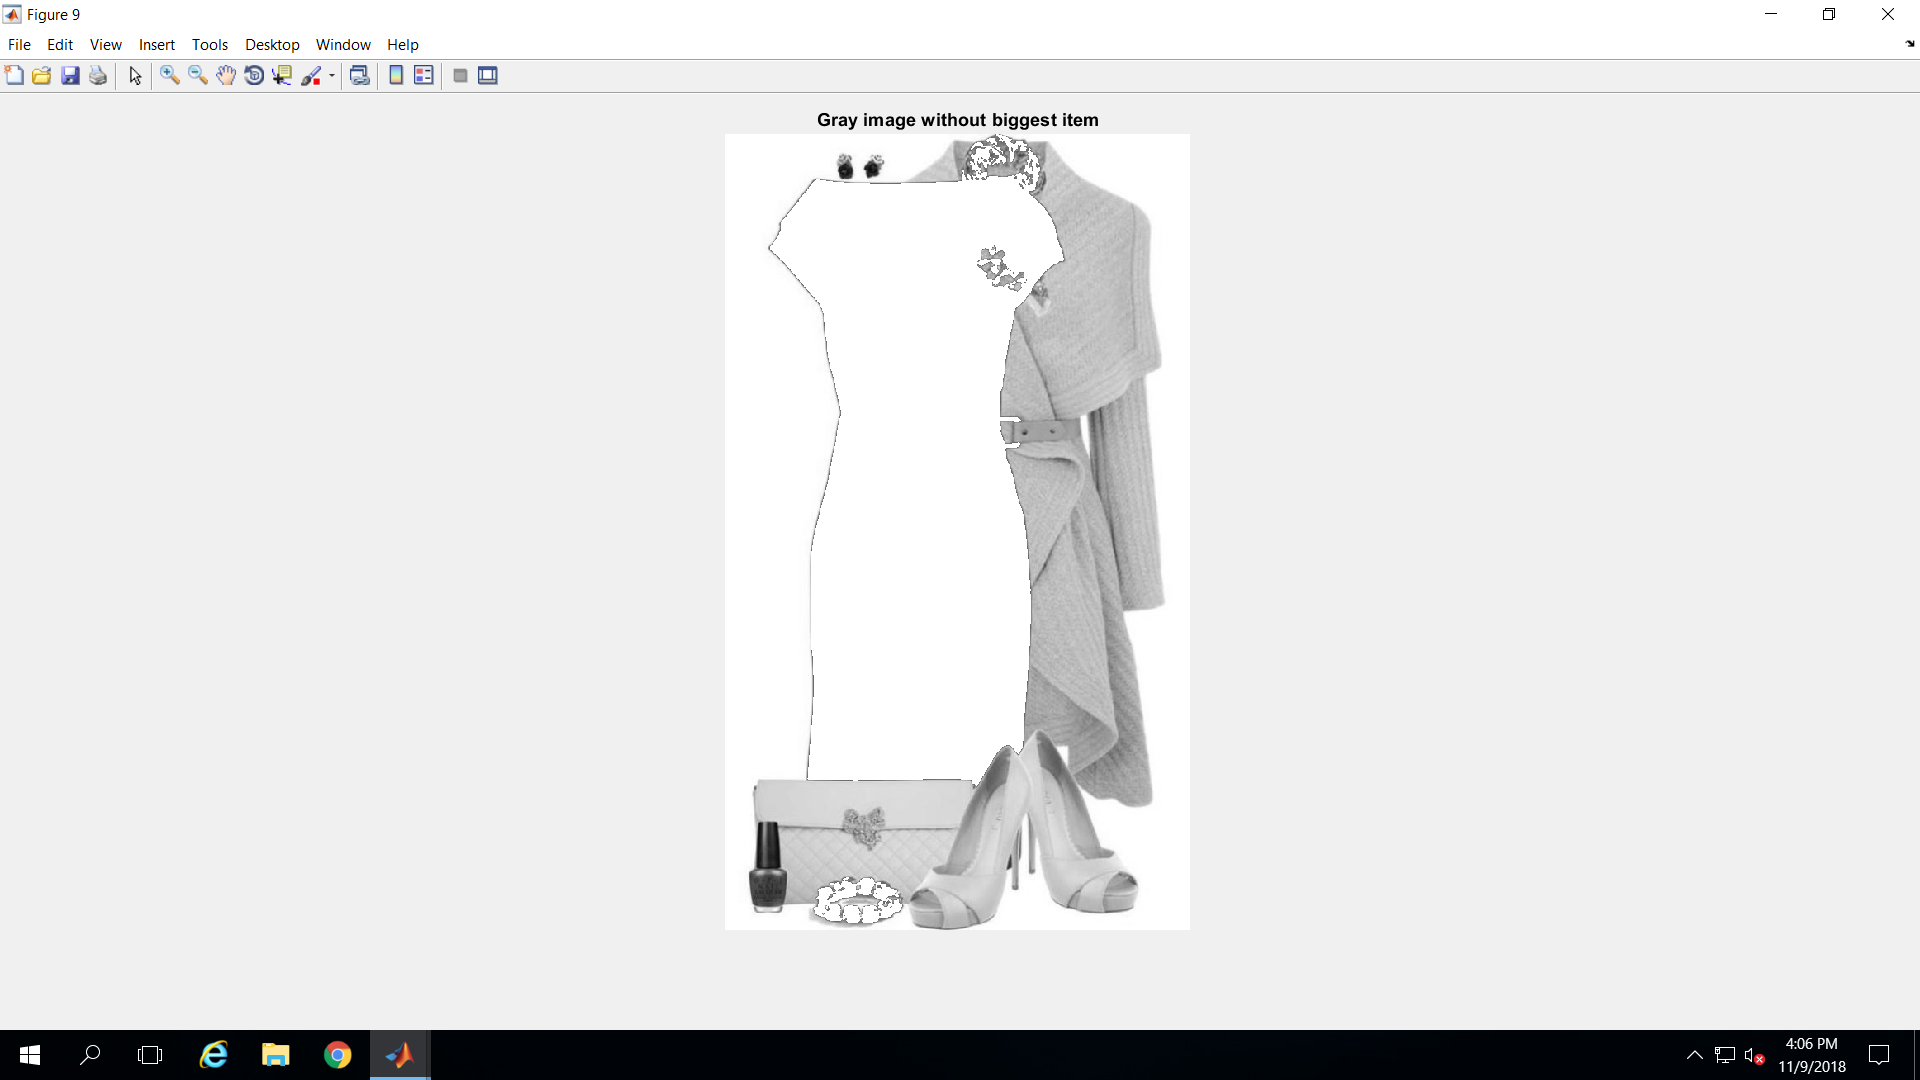 Figure 9
File Edit View Insert Tools Desktop Window Help
Gray image without biggest item
4:06 PM
11/9/2018